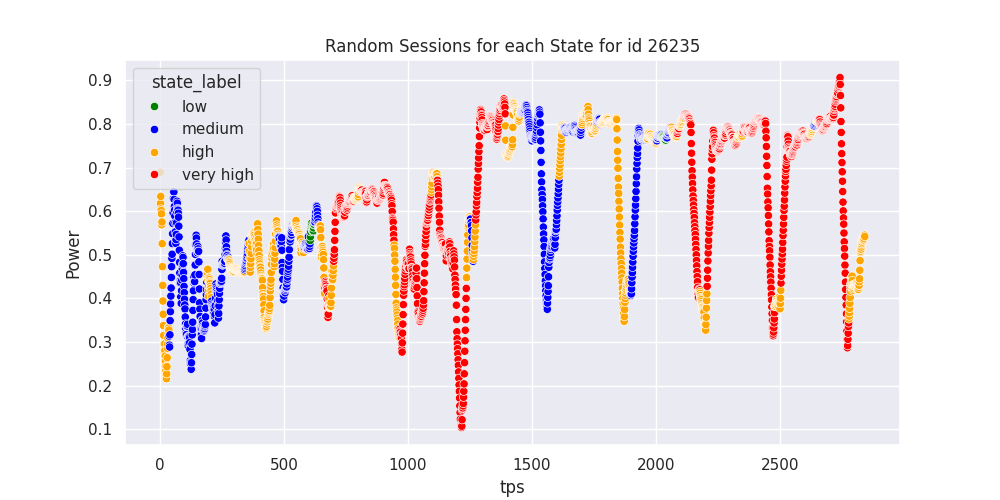 Random Sessions for each State for id 26235
state_label
low
medium
high
very high
Power
0.9
0.8
0.7
0.6
0.5
0.4
0.3
0.2
0.1
0 500 1000 1500 2000 2500
tps